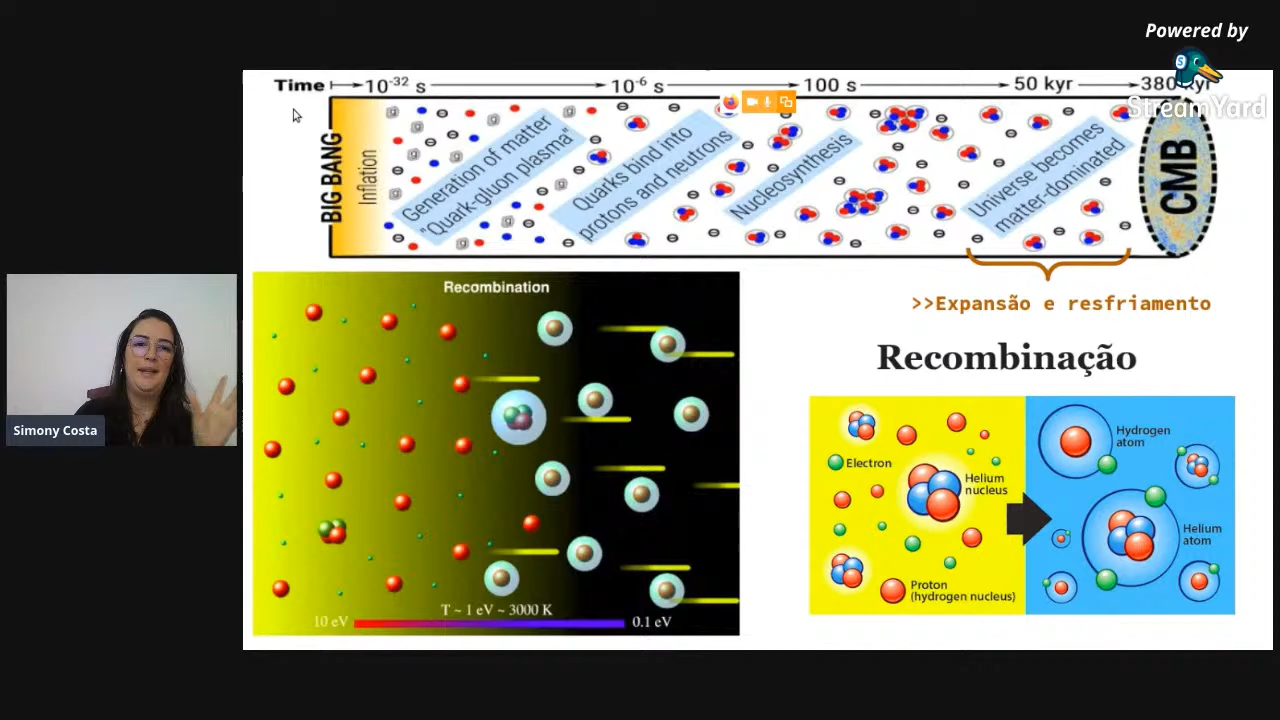 Powered by
StreamYard
Time 10⁻³² s 10⁻⁶ s 100 s 50 kyr 380 kyr
BIG BANG
Inflation
Generation of matter
"Quark-gluon plasma"
Quarks bind into
protons and neutrons
Nucleosynthesis
Universe becomes
matter-dominated
CMB
>>Expansão e resfriamento
Recombination
T ~ 1 eV ~ 3000 K
10 eV
0.1 eV
Recombinação
Electron
Helium
nucleus
Proton
(hydrogen nucleus)
Hydrogen
atom
Helium
atom
Simony Costa